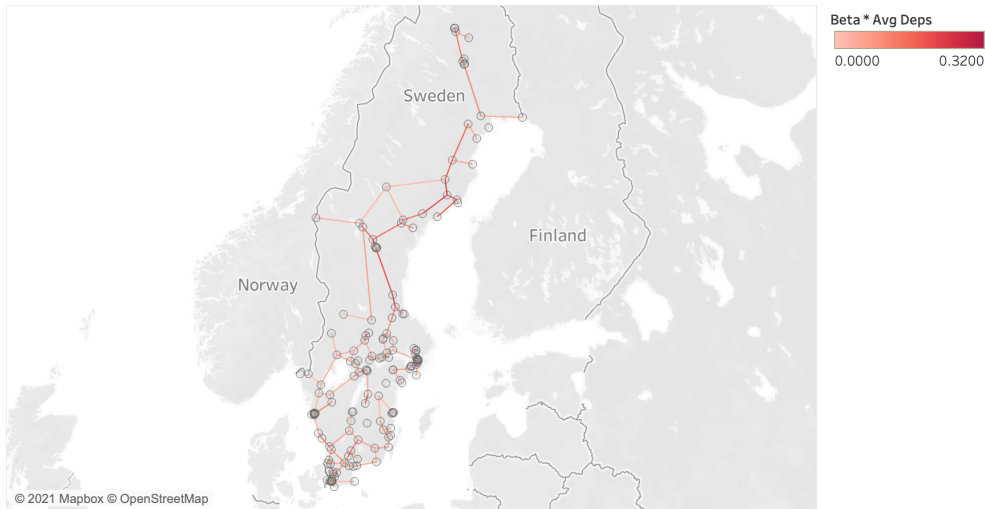 Beta * Avg Deps
0.0000 0.3200
Sweden
Finland
Norway
© 2021 Mapbox © OpenStreetMap